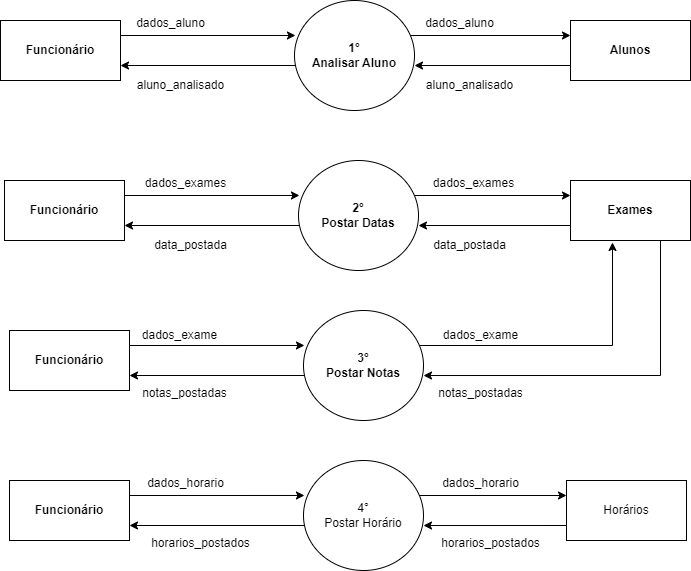 dados_aluno
dados_aluno
Funcionário
1°
Analisar Aluno
Alunos
aluno_analisado
aluno_analisado
dados_exames
dados_exames
Funcionário
2°
Postar Datas
Exames
data_postada
data_postada
dados_exame
dados_exame
Funcionário
3°
Postar Notas
notas_postadas
notas_postadas
dados_horario
dados_horario
Funcionário
4°
Postar Horário
Horários
horarios_postados
horarios_postados